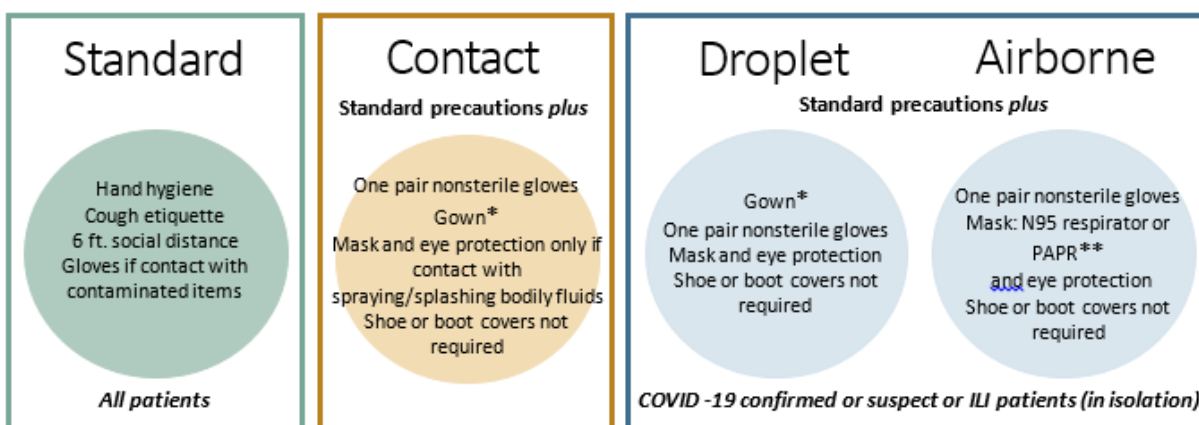 Standard
Hand hygiene
Cough etiquette
6 ft. social distance
Gloves if contact with
contaminated items
All patients
Contact
Standard precautions plus
One pair nonsterile gloves
Gown*
Mask and eye protection only if
contact with
spraying/splashing bodily fluids
Shoe or boot covers not
required
Droplet
Airborne
Standard precautions plus
Gown*
One pair nonsterile gloves
Mask and eye protection
Shoe or boot covers not
required
One pair nonsterile gloves
Mask: N95 respirator or
PAPR**
and eye protection
Shoe or boot covers not
required
COVID -19 confirmed or suspect or ILI patients (in isolation)